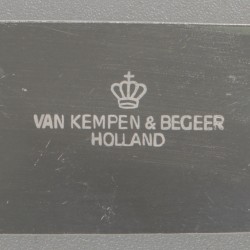 VAN KEMPEN & BEGEER
HOLLAND